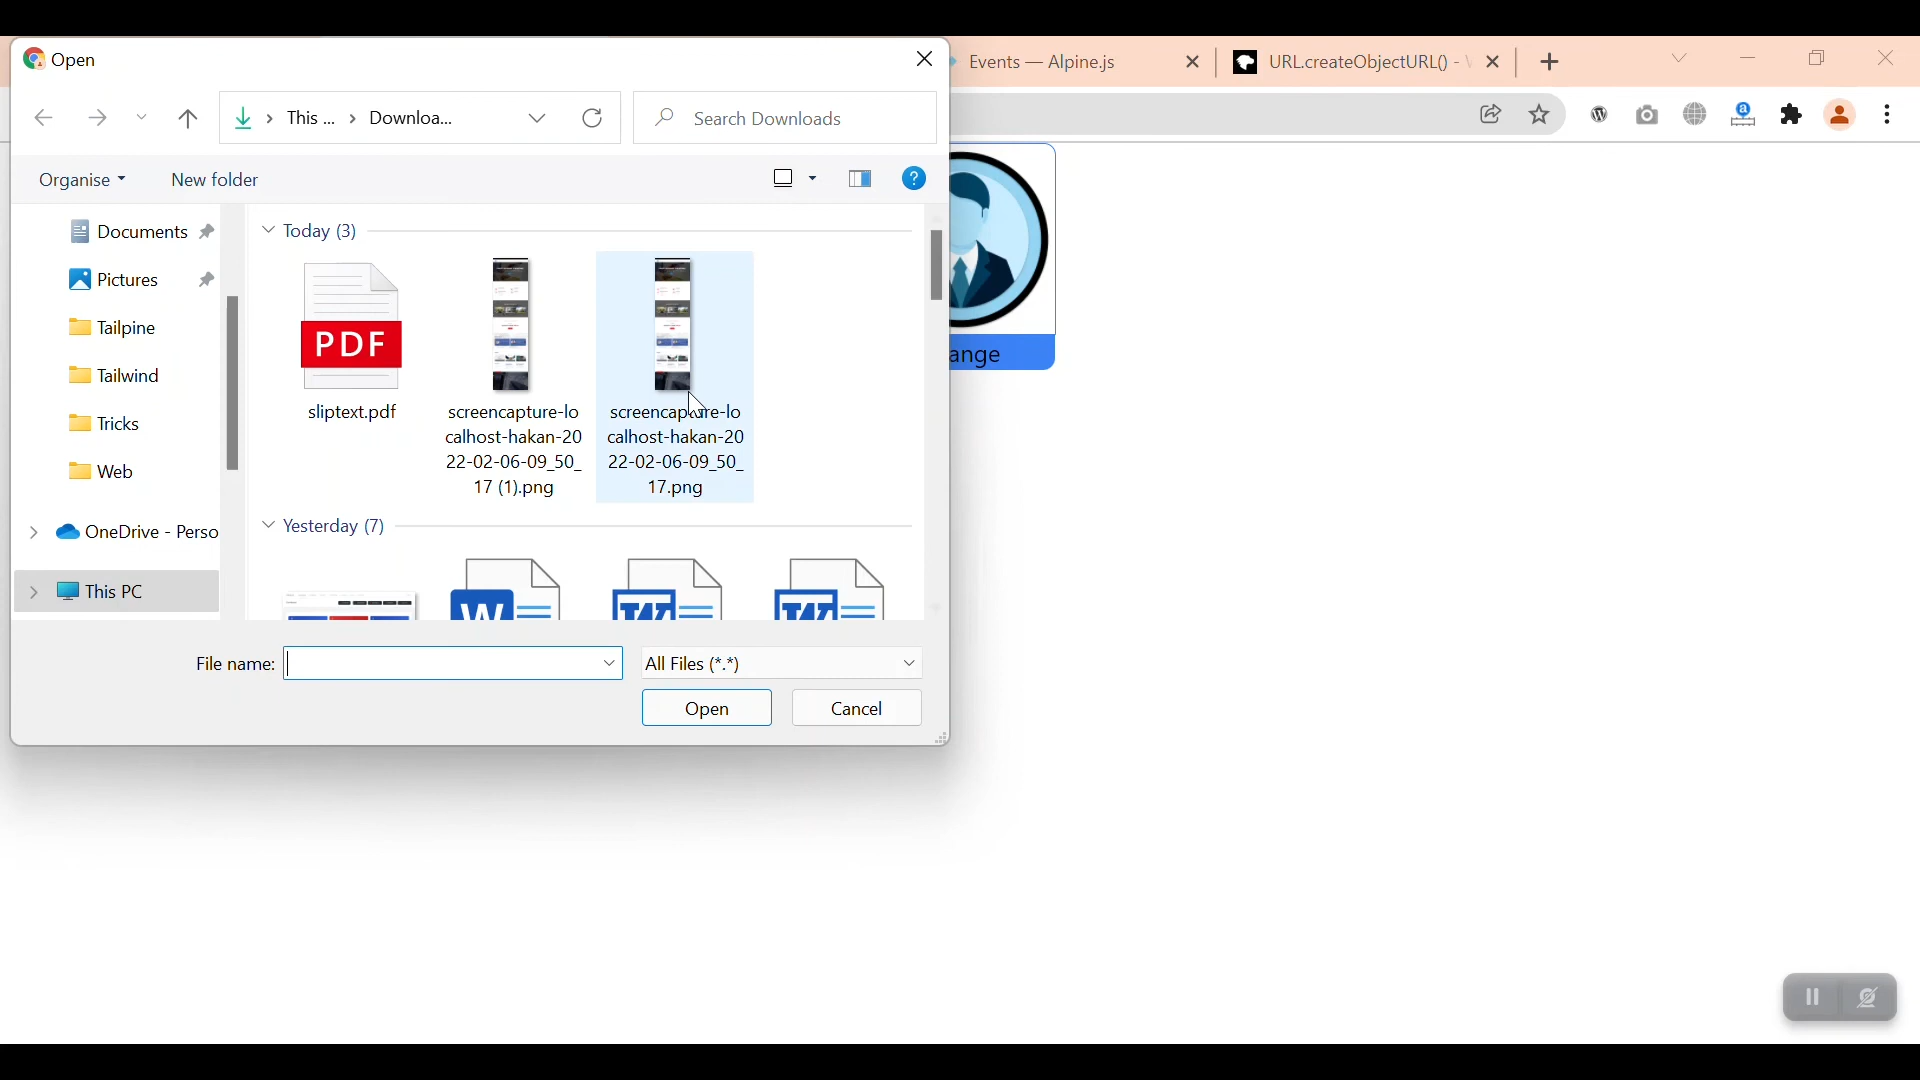 Open
Events — Alpine.js
URL.createObjectURL() -
This ...
Downloa...
Search Downloads
Organise
New folder
Documents
Pictures
Tailpine
Tailwind
Tricks
Web
OneDrive - Perso
This PC
Today (3)
PDF
sliptext.pdf
screencapture-lo
calhost-hakan-20
22-02-06-09_50_
17 (1).png
screencapture-lo
calhost-hakan-20
22-02-06-09_50_
17.png
Yesterday (7)
W
W
W
ange
File name:
All Files (*.*)
Open
Cancel